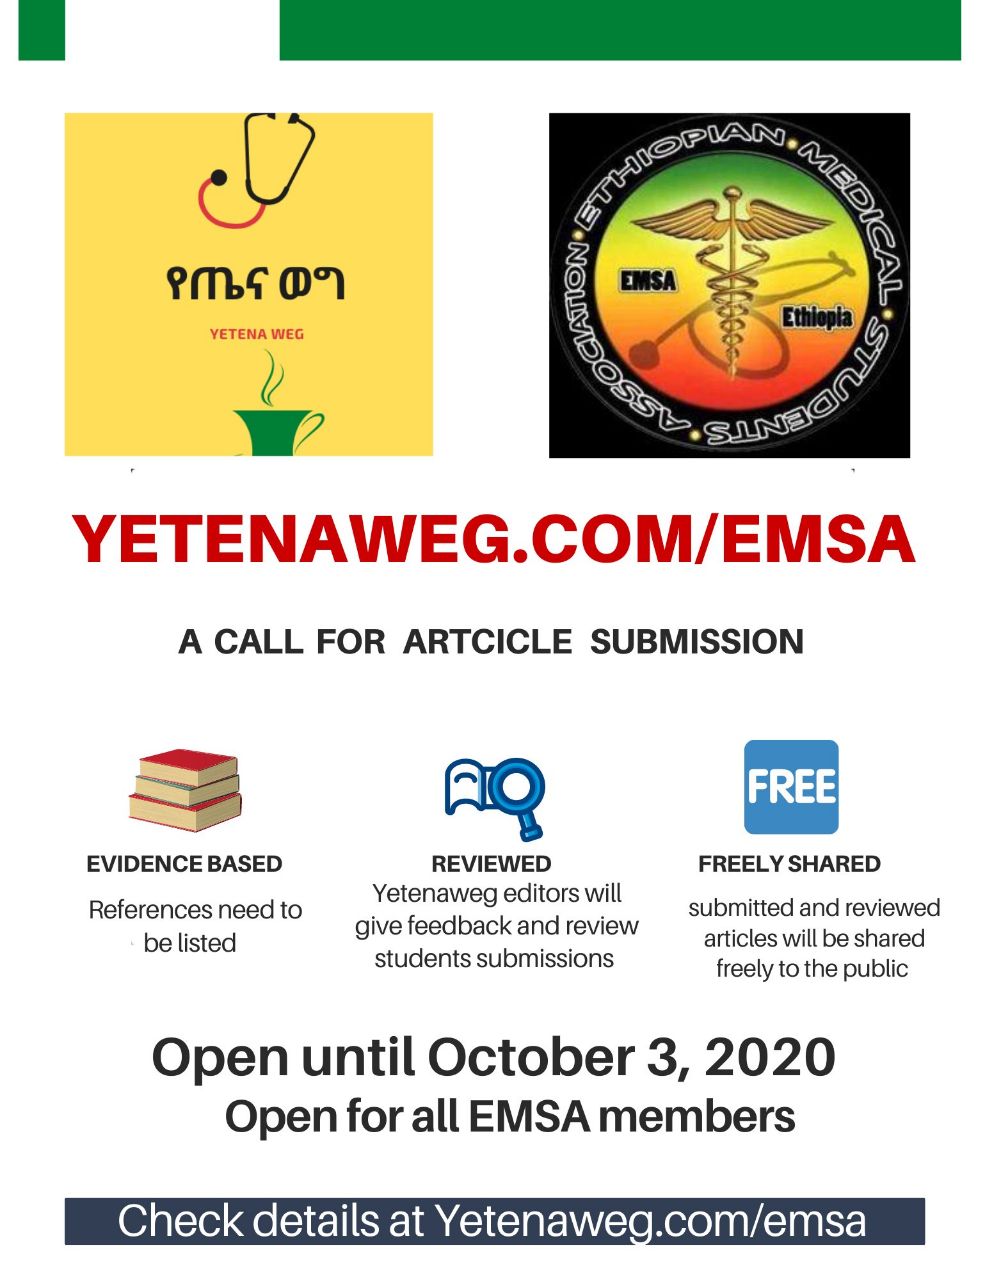 የጤና ወግ
YETENA WEG
ETHIOPIAN MEDICAL STUDENTS ASSOCIATION
EMSA
Ethiopia
YETENAWEG.COM/EMSA
A CALL FOR ARTCICLE SUBMISSION
FREE
EVIDENCE BASED
References need to
be listed
REVIEWED
Yetenaweg editors will
give feedback and review
students submissions
FREELY SHARED
submitted and reviewed
articles will be shared
freely to the public
Open until October 3, 2020
Open for all EMSA members
Check details at Yetenaweg.com/emsa